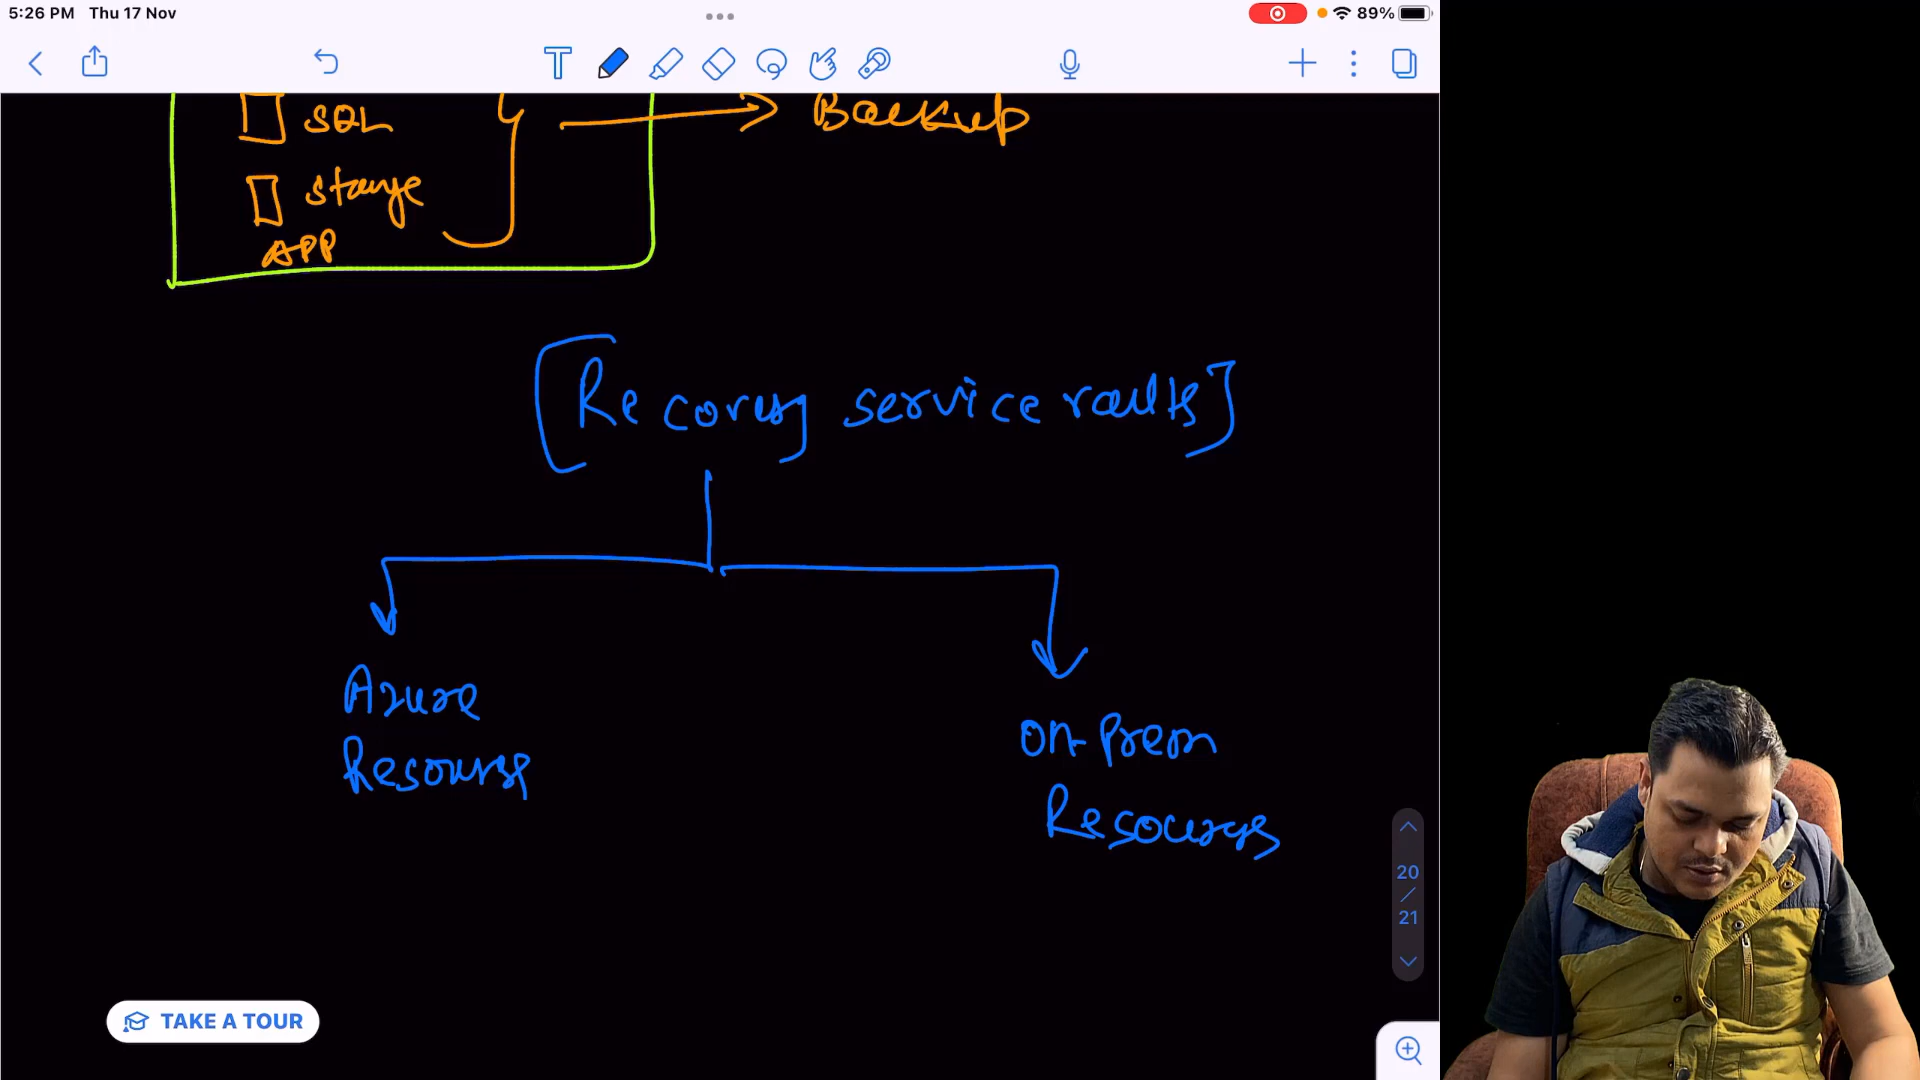 5:26 PM Thu 17 Nov
89%
T
SQL
Backup
Storage
APP
[Recovery service vaults]
Azure
Resourse
On-Prem
Resources
20
/
21
TAKE A TOUR